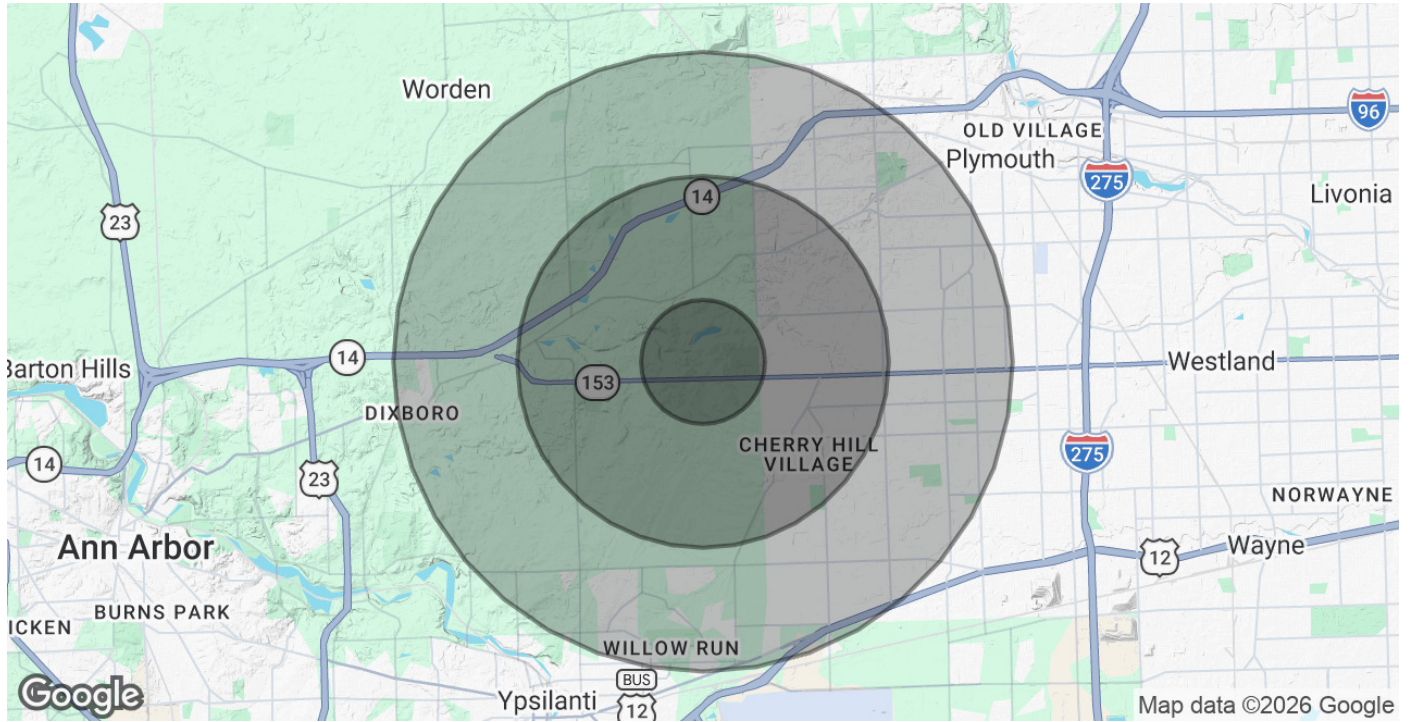 Worden
96
OLD VILLAGE
Plymouth
275
14
Livonia
23
14
Barton Hills
Westland
153
DIXBORO
CHERRY HILL
VILLAGE
275
14
23
NORWAYNE
Ann Arbor
12
Wayne
BURNS PARK
ICKEN
WILLOW RUN
BUS
12
Ypsilanti
Google
Map data ©2026 Google